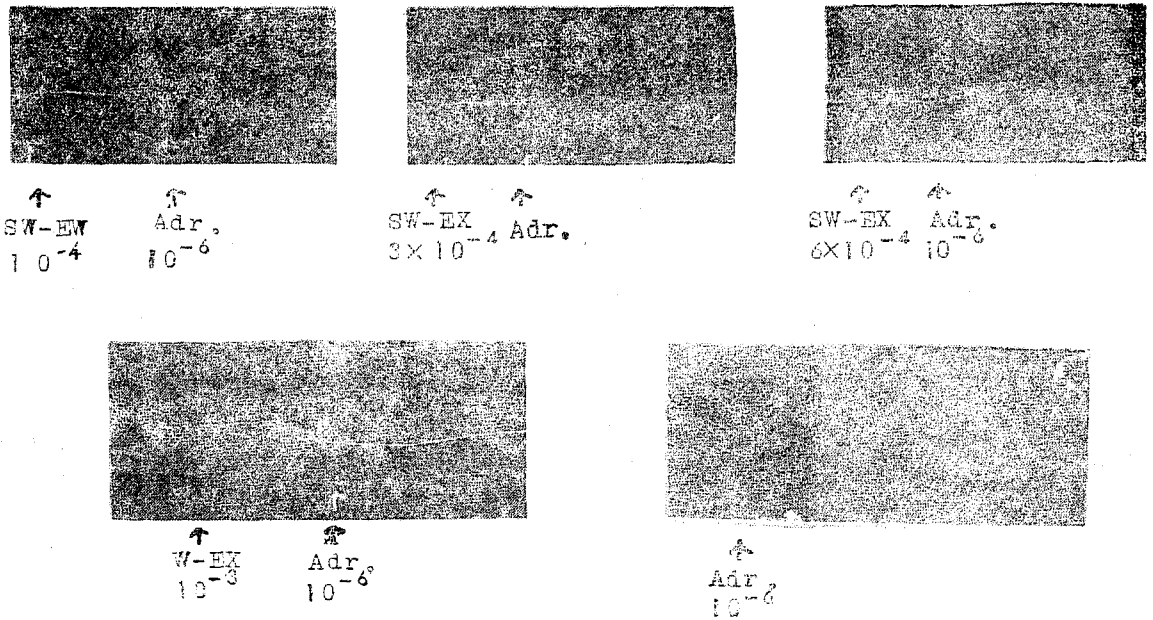 SW-EW Adr.
10⁻⁴ 10⁻⁶
SW-EX Adr.
3×10⁻⁴
SW-EX Adr.
6×10⁻⁴ 10⁻⁶
W-EX Adr.
10⁻³ 10⁻⁶
Adr.
10⁻⁶